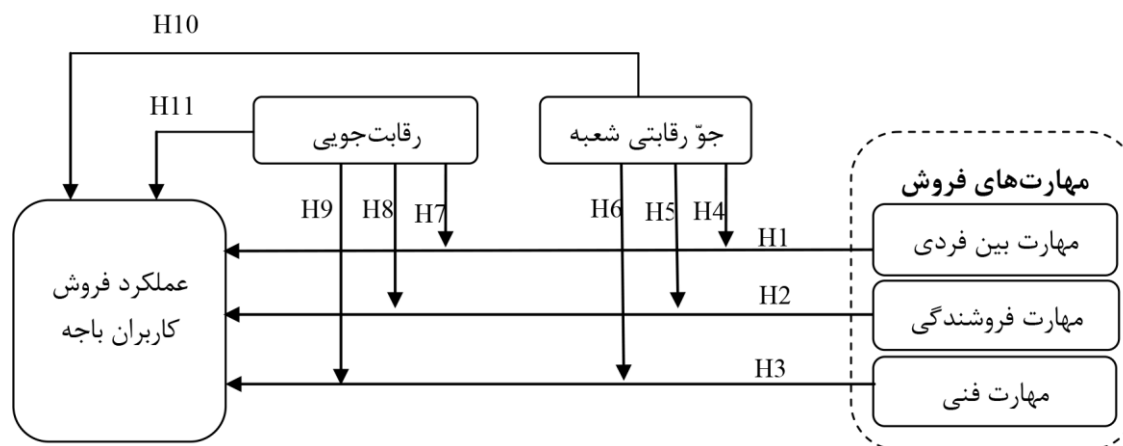 H10
H11
رقابت‌جویی
جوّ رقابتی شعبه
مهارت‌های فروش
H9
H8
H7
H6
H5
H4
H1
مهارت بین فردی
عملکرد فروش
کاربران باجه
H2
مهارت فروشندگی
H3
مهارت فنی